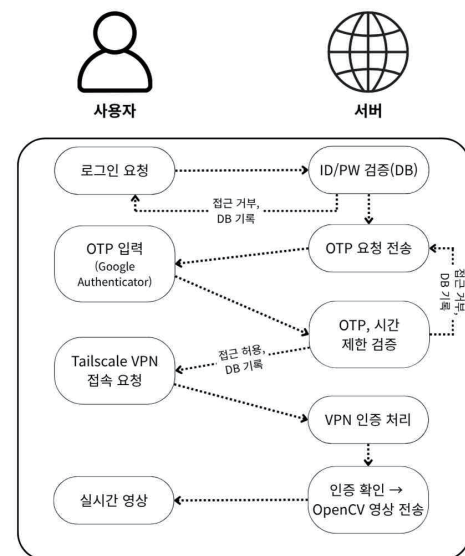 사용자
서버
로그인 요청
ID/PW 검증(DB)
접근 거부,
DB 기록
OTP 입력
(Google
Authenticator)
OTP 요청 전송
접근 거부,
DB 기록
OTP, 시간
제한 검증
접근 허용,
DB 기록
Tailscale VPN
접속 요청
VPN 인증 처리
실시간 영상
인증 확인 →
OpenCV 영상 전송